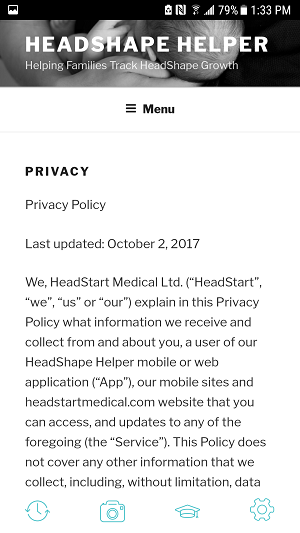 79% 1:33 PM
HEADSHAPE HELPER
Helping Families Track HeadShape Growth
Menu
PRIVACY
Privacy Policy
Last updated: October 2, 2017
We, HeadStart Medical Ltd. (“HeadStart”,
“we”, “us” or “our”) explain in this Privacy
Policy what information we receive and
collect from and about you, a user of our
HeadShape Helper mobile or web
application (“App”), our mobile sites and
headstartmedical.com website that you
can access, and updates to any of the
foregoing (the “Service”). This Policy does
not cover any other information that we
collect, including, without limitation, data